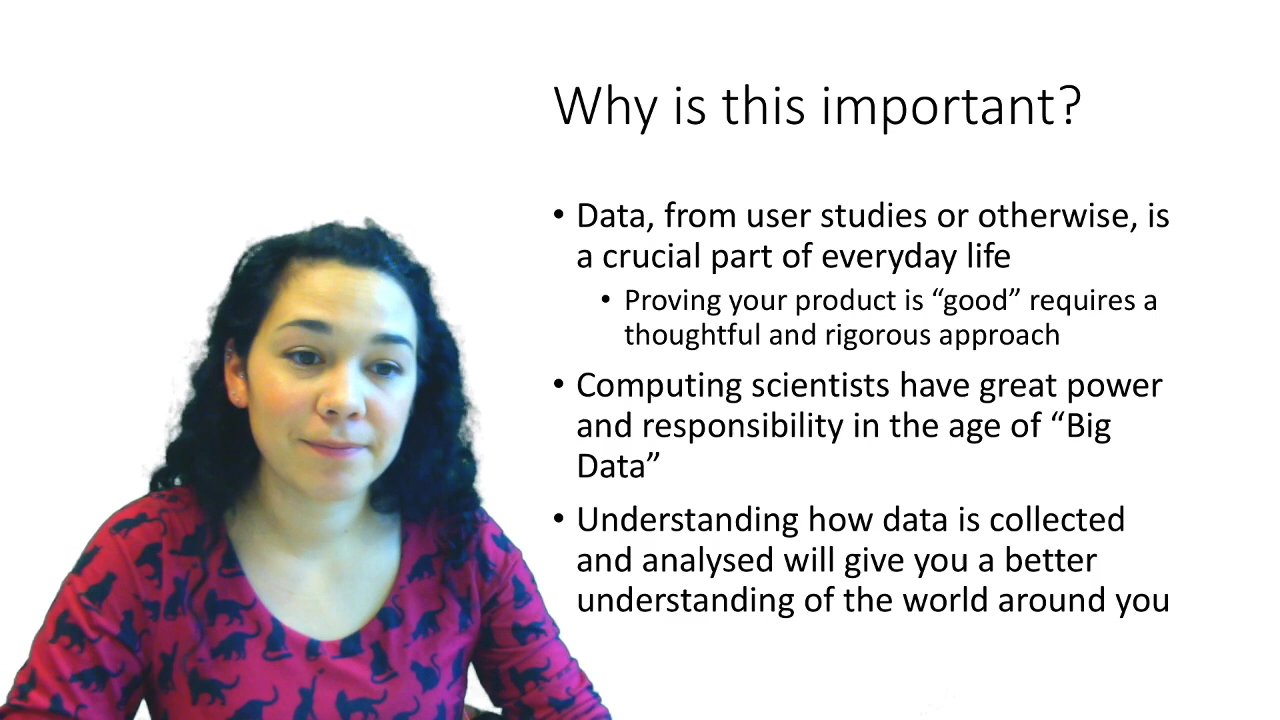 Why is this important?
• Data, from user studies or otherwise, is
a crucial part of everyday life
• Proving your product is “good” requires a
thoughtful and rigorous approach
• Computing scientists have great power
and responsibility in the age of “Big
Data”
• Understanding how data is collected
and analysed will give you a better
understanding of the world around you